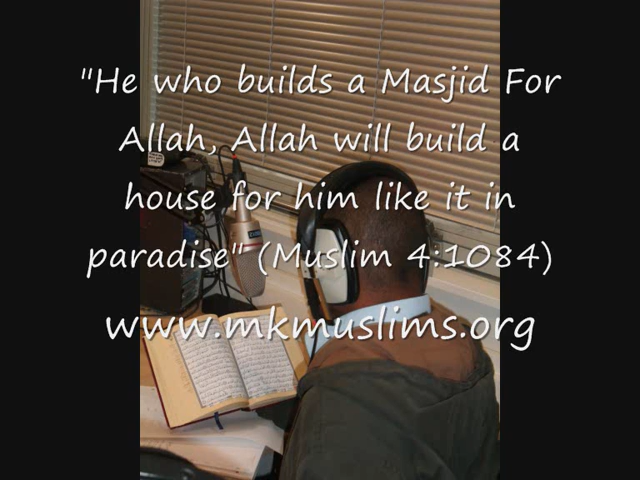 "He who builds a Masjid For
Allah, Allah will build a
house for him like it in
paradise" (Muslim 4:1084)
www.mkmuslims.org